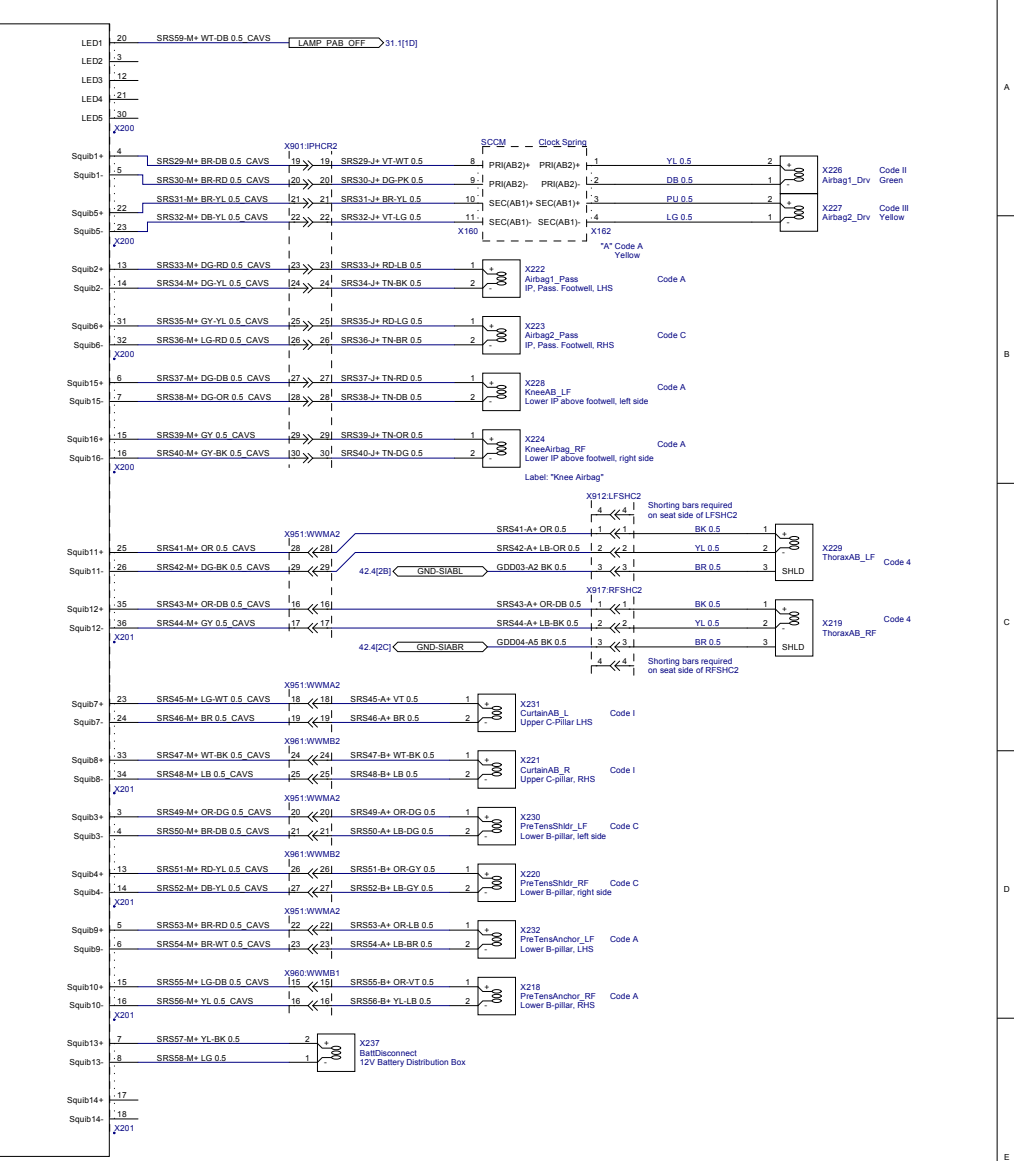 LED1 20 SRS59-M+ WT-DB 0.5_CAVS LAMP_PAB_OFF 31.1[1D]
LED2 3
LED3 12
A
LED4 21
LED5 30
X200
X901:IPHCR2 SCCM Clock Spring
Squib1+ 4 SRS29-M+ BR-DB 0.5_CAVS 19 19 SRS29-J+ VT-WT 0.5 8 PRI(AB2)+ PRI(AB2)+ 1 YL 0.5 2 + X226 Code II
Squib1- 5 SRS30-M+ BR-RD 0.5_CAVS 20 20 SRS30-J+ DG-PK 0.5 9 PRI(AB2)- PRI(AB2)- 2 DB 0.5 1 - Airbag1_Drv Green
Squib5+ 22 SRS31-M+ BR-YL 0.5_CAVS 21 21 SRS31-J+ BR-YL 0.5 10 SEC(AB1)+ SEC(AB1)+ 3 PU 0.5 2 + X227 Code III
Squib5- 23 SRS32-M+ DB-YL 0.5_CAVS 22 22 SRS32-J+ VT-LG 0.5 11 SEC(AB1)- SEC(AB1)- 4 LG 0.5 1 - Airbag2_Drv Yellow
X200 X160 X162
"A" Code A
Yellow
Squib2+ 13 SRS33-M+ DG-RD 0.5_CAVS 23 23 SRS33-J+ RD-LB 0.5 1 + X222
Airbag1_Pass Code A
Squib2- 14 SRS34-M+ DG-YL 0.5_CAVS 24 24 SRS34-J+ TN-BK 0.5 2 - IP, Pass. Footwell, LHS
Squib6+ 31 SRS35-M+ GY-YL 0.5_CAVS 25 25 SRS35-J+ RD-LG 0.5 1 + X223
Airbag2_Pass Code C
Squib6- 32 SRS36-M+ LG-RD 0.5_CAVS 26 26 SRS36-J+ TN-BR 0.5 2 - IP, Pass. Footwell, RHS
X200
B
Squib15+ 6 SRS37-M+ DG-DB 0.5_CAVS 27 27 SRS37-J+ TN-RD 0.5 1 + X228
KneeAB_LF Code A
Squib15- 7 SRS38-M+ DG-OR 0.5_CAVS 28 28 SRS38-J+ TN-DB 0.5 2 - Lower IP above footwell, left side
Squib16+ 15 SRS39-M+ GY 0.5_CAVS 29 29 SRS39-J+ TN-OR 0.5 1 + X224
KneeAirbag_RF Code A
Squib16- 16 SRS40-M+ GY-BK 0.5_CAVS 30 30 SRS40-J+ TN-DG 0.5 2 - Lower IP above footwell, right side
X200
Label: "Knee Airbag"
X912:LFSHC2
4 4 Shorting bars required
on seat side of LFSHC2
X951:WWMA2 SRS41-A+ OR 0.5 1 1 BK 0.5 1 +
Squib11+ 25 SRS41-M+ OR 0.5_CAVS 28 28 SRS42-A+ LB-OR 0.5 2 2 YL 0.5 2 - X229
ThoraxAB_LF Code 4
Squib11- 26 SRS42-M+ DG-BK 0.5_CAVS 29 29 42.4[2B] GND-SIABL GDD03-A2 BK 0.5 3 3 BR 0.5 3 SHLD
X917:RFSHC2
Squib12+ 35 SRS43-M+ OR-DB 0.5_CAVS 16 16 SRS43-A+ OR-DB 0.5 1 1 BK 0.5 1 +
C
Squib12- 36 SRS44-M+ GY 0.5_CAVS 17 17 SRS44-A+ LB-BK 0.5 2 2 YL 0.5 2 - X219 Code 4
ThoraxAB_RF
X201 42.4[2C] GND-SIABR GDD04-A5 BK 0.5 3 3 BR 0.5 3 SHLD
4 4 Shorting bars required
on seat side of RFSHC2
X951:WWMA2
Squib7+ 23 SRS45-M+ LG-WT 0.5_CAVS 18 18 SRS45-A+ VT 0.5 1 + X231
CurtainAB_L Code I
Squib7- 24 SRS46-M+ BR 0.5_CAVS 19 19 SRS46-A+ BR 0.5 2 - Upper C-Pillar LHS
X961:WWMB2
Squib8+ 33 SRS47-M+ WT-BK 0.5_CAVS 24 24 SRS47-B+ WT-BK 0.5 1 + X221
CurtainAB_R Code I
Squib8- 34 SRS48-M+ LB 0.5_CAVS 25 25 SRS48-B+ LB 0.5 2 - Upper C-pillar, RHS
X201
X951:WWMA2
Squib3+ 3 SRS49-M+ OR-DG 0.5_CAVS 20 20 SRS49-A+ OR-DG 0.5 1 + X230
PreTensShldr_LF Code C
Squib3- 4 SRS50-M+ BR-DB 0.5_CAVS 21 21 SRS50-A+ LB-DG 0.5 2 - Lower B-pillar, left side
X961:WWMB2
Squib4+ 13 SRS51-M+ RD-YL 0.5_CAVS 26 26 SRS51-B+ OR-GY 0.5 1 + X220
PreTensShldr_RF Code C
Squib4- 14 SRS52-M+ DB-YL 0.5_CAVS 27 27 SRS52-B+ LB-GY 0.5 2 - Lower B-pillar, right side
D
X201
X951:WWMA2
Squib9+ 5 SRS53-M+ BR-RD 0.5_CAVS 22 22 SRS53-A+ OR-LB 0.5 1 + X232
PreTensAnchor_LF Code A
Squib9- 6 SRS54-M+ BR-WT 0.5_CAVS 23 23 SRS54-A+ LB-BR 0.5 2 - Lower B-pillar, LHS
X960:WWMB1
Squib10+ 15 SRS55-M+ LG-DB 0.5_CAVS 15 15 SRS55-B+ OR-VT 0.5 1 + X218
PreTensAnchor_RF Code A
Squib10- 16 SRS56-M+ YL 0.5_CAVS 16 16 SRS56-B+ YL-LB 0.5 2 - Lower B-pillar, RHS
X201
Squib13+ 7 SRS57-M+ YL-BK 0.5 2 + X237
BattDisconnect
Squib13- 8 SRS58-M+ LG 0.5 1 - 12V Battery Distribution Box
Squib14+ 17
Squib14- 18
X201
E